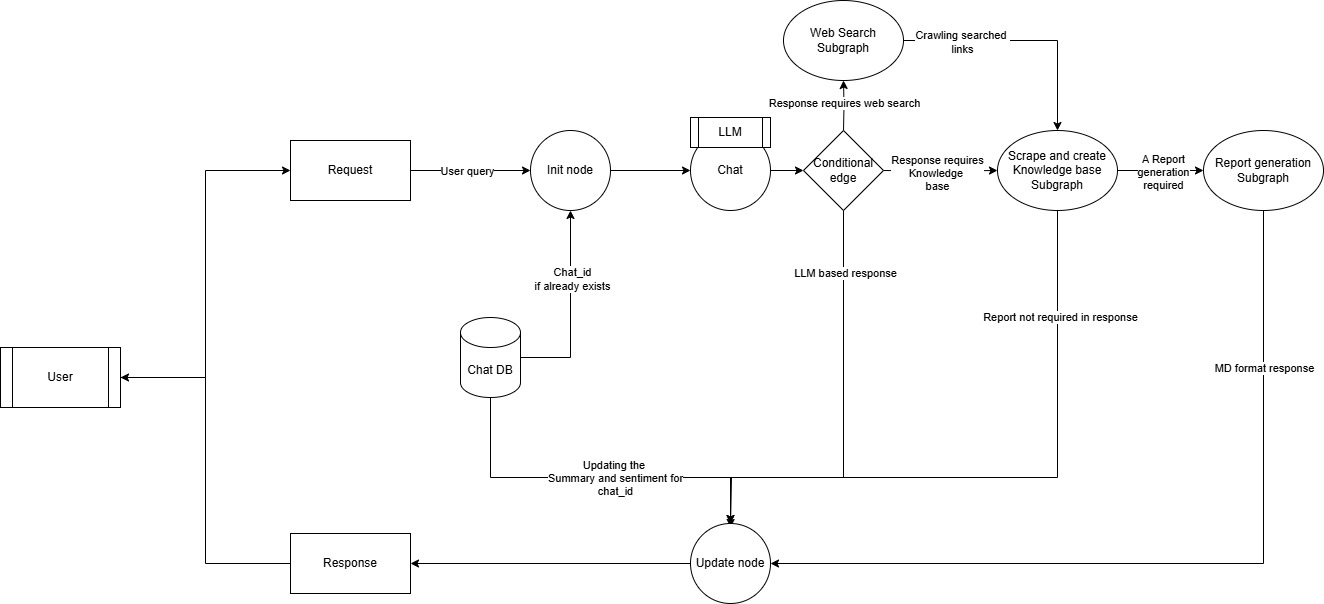 Web Search
Subgraph
Crawling searched
links
Response requires web search
LLM
Request
User query
Init node
Chat
Conditional
edge
Response requires
Knowledge
base
Scrape and create
Knowledge base
Subgraph
A Report
generation
required
Report generation
Subgraph
Chat_id
if already exists
LLM based response
Report not required in response
Chat DB
User
MD format response
Updating the
Summary and sentiment for
chat_id
Response
Update node